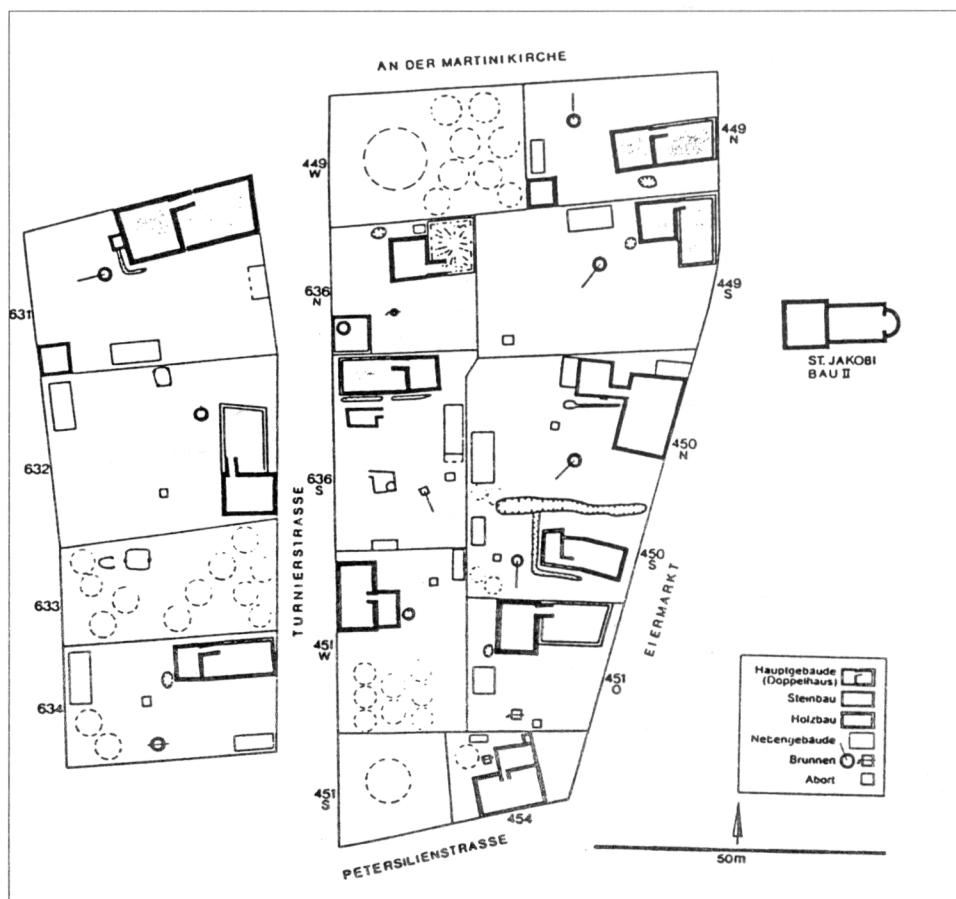 AN DER MARTINIKIRCHE
449
W
449
N
631
636
N
449
S
ST. JAKOBI
BAU II
632
636
S
450
N
TURNIERSTRASSE
450
S
EIERMARKT
633
451
W
451
O
634
Hauptgebäude
(Doppelhaus)
Steinbau
Holzbau
Nebengebäude
Brunnen
Abort
451
S
454
PETERSILIENSTRASSE
50m